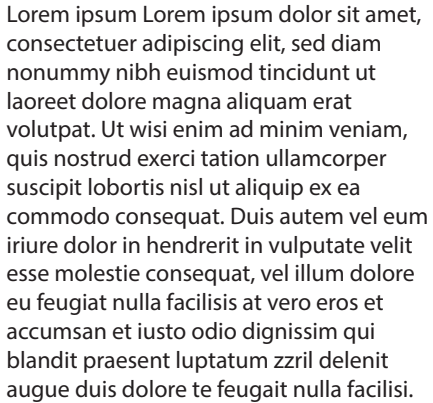 Lorem ipsum Lorem ipsum dolor sit amet,
consectetuer adipiscing elit, sed diam
nonummy nibh euismod tincidunt ut
laoreet dolore magna aliquam erat
volutpat. Ut wisi enim ad minim veniam,
quis nostrud exerci tation ullamcorper
suscipit lobortis nisl ut aliquip ex ea
commodo consequat. Duis autem vel eum
iriure dolor in hendrerit in vulputate velit
esse molestie consequat, vel illum dolore
eu feugiat nulla facilisis at vero eros et
accumsan et iusto odio dignissim qui
blandit praesent luptatum zzril delenit
augue duis dolore te feugait nulla facilisi.